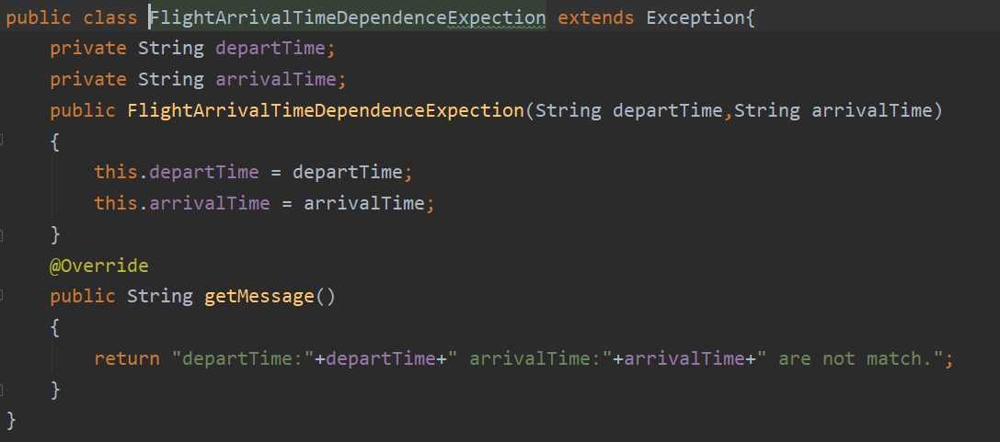 public class FlightArrivalTimeDependenceExpection extends Exception{
    private String departTime;
    private String arrivalTime;
    public FlightArrivalTimeDependenceExpection(String departTime,String arrivalTime)
    {
        this.departTime = departTime;
        this.arrivalTime = arrivalTime;
    }
    @Override
    public String getMessage()
    {
        return "departTime:"+departTime+" arrivalTime:"+arrivalTime+" are not match.";
    }
}